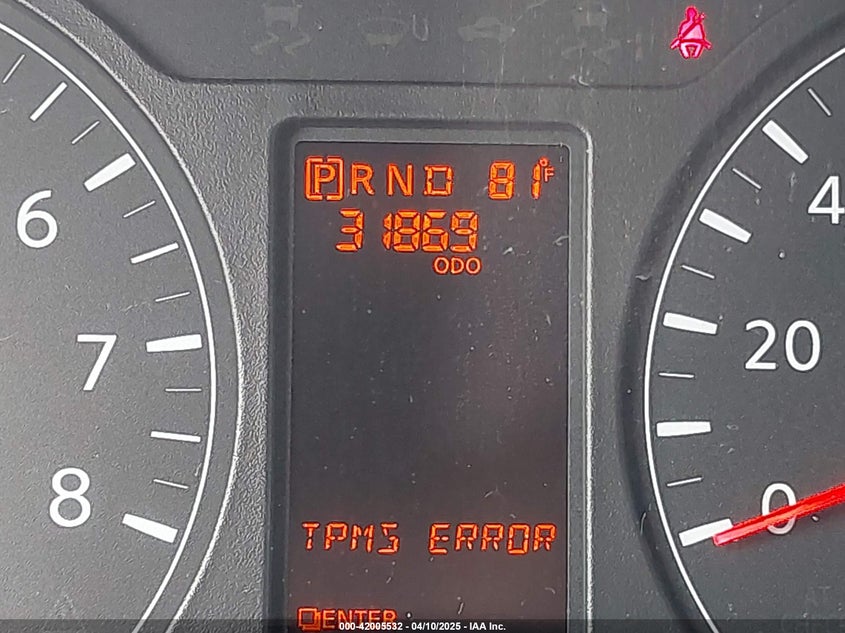 P R N D 81°F
31869
ODO
6
7
8
4
20
0
TPMS ERROR
ENTER
000-42005532 - 04/10/2025 - IAA Inc.